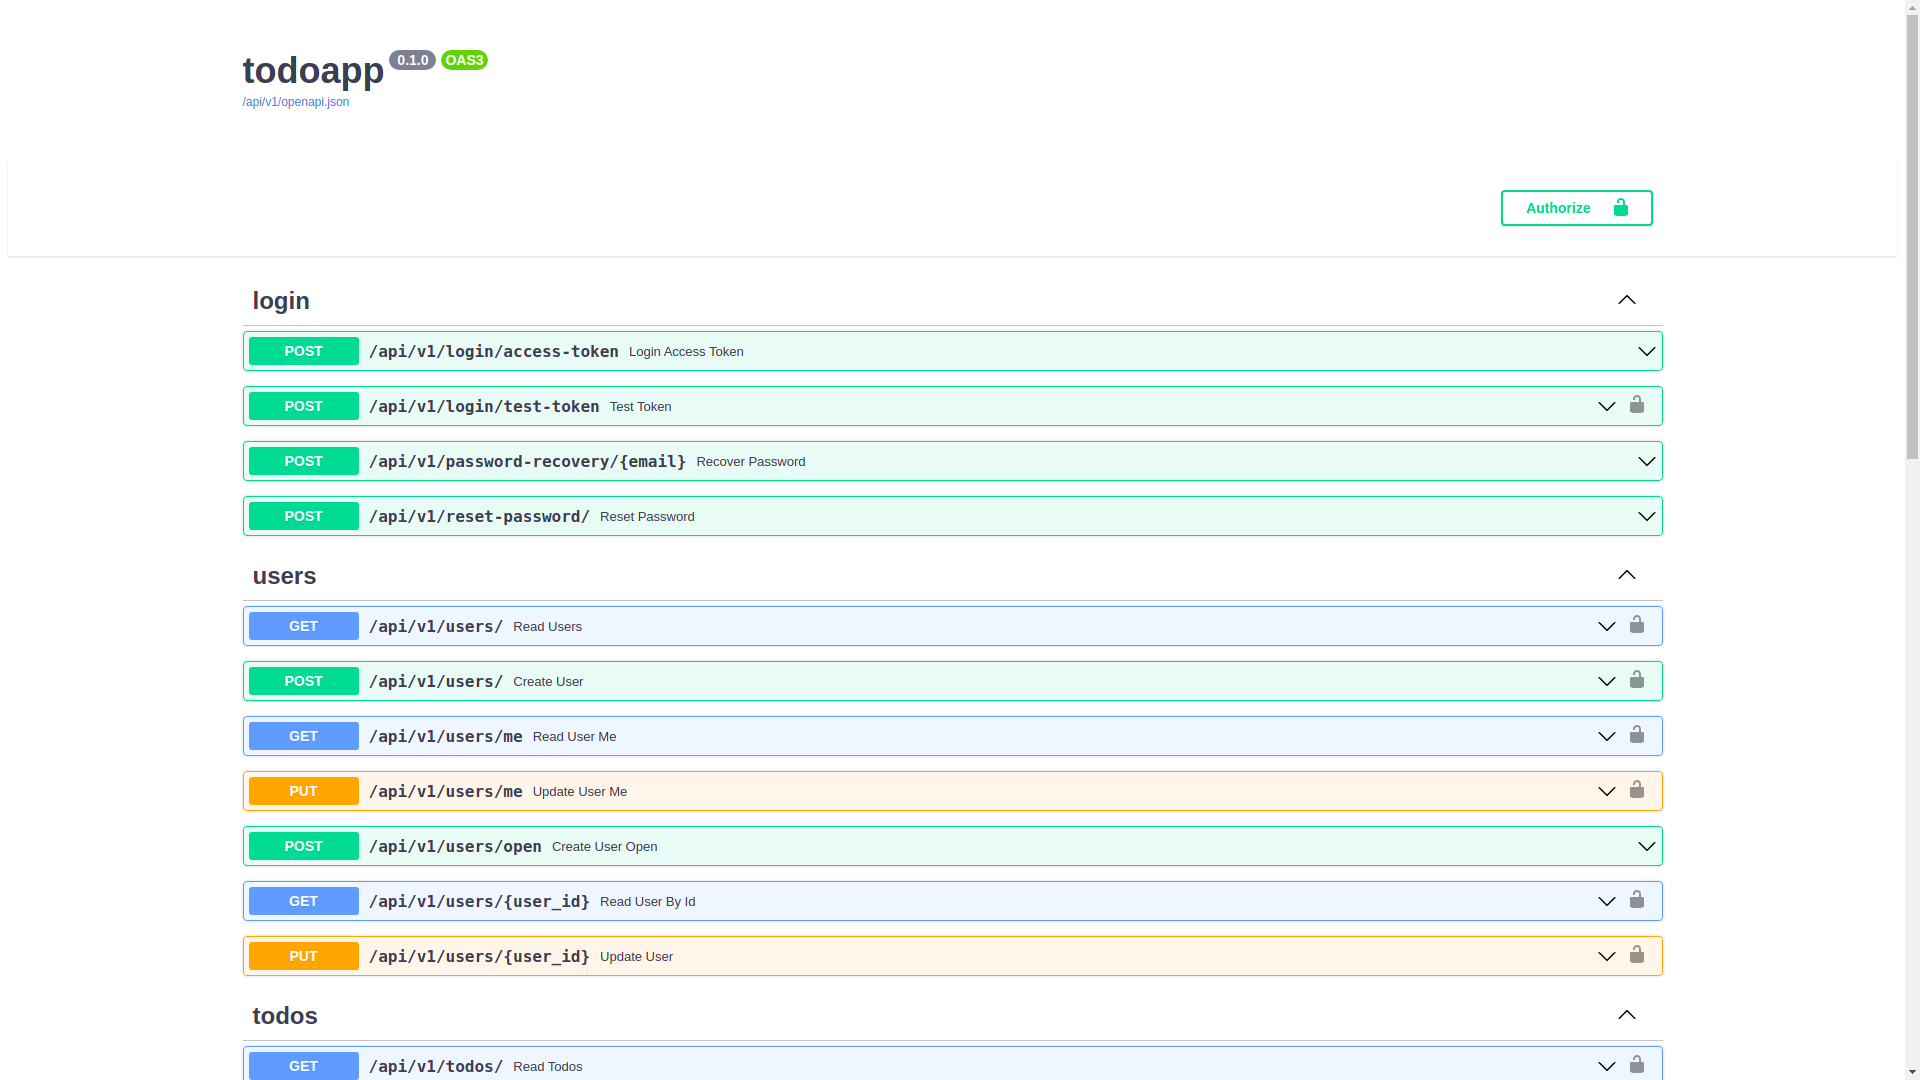 todoapp 0.1.0 OAS3
/api/v1/openapi.json
Authorize
login
POST /api/v1/login/access-token Login Access Token
POST /api/v1/login/test-token Test Token
POST /api/v1/password-recovery/{email} Recover Password
POST /api/v1/reset-password/ Reset Password
users
GET /api/v1/users/ Read Users
POST /api/v1/users/ Create User
GET /api/v1/users/me Read User Me
PUT /api/v1/users/me Update User Me
POST /api/v1/users/open Create User Open
GET /api/v1/users/{user_id} Read User By Id
PUT /api/v1/users/{user_id} Update User
todos
GET /api/v1/todos/ Read Todos